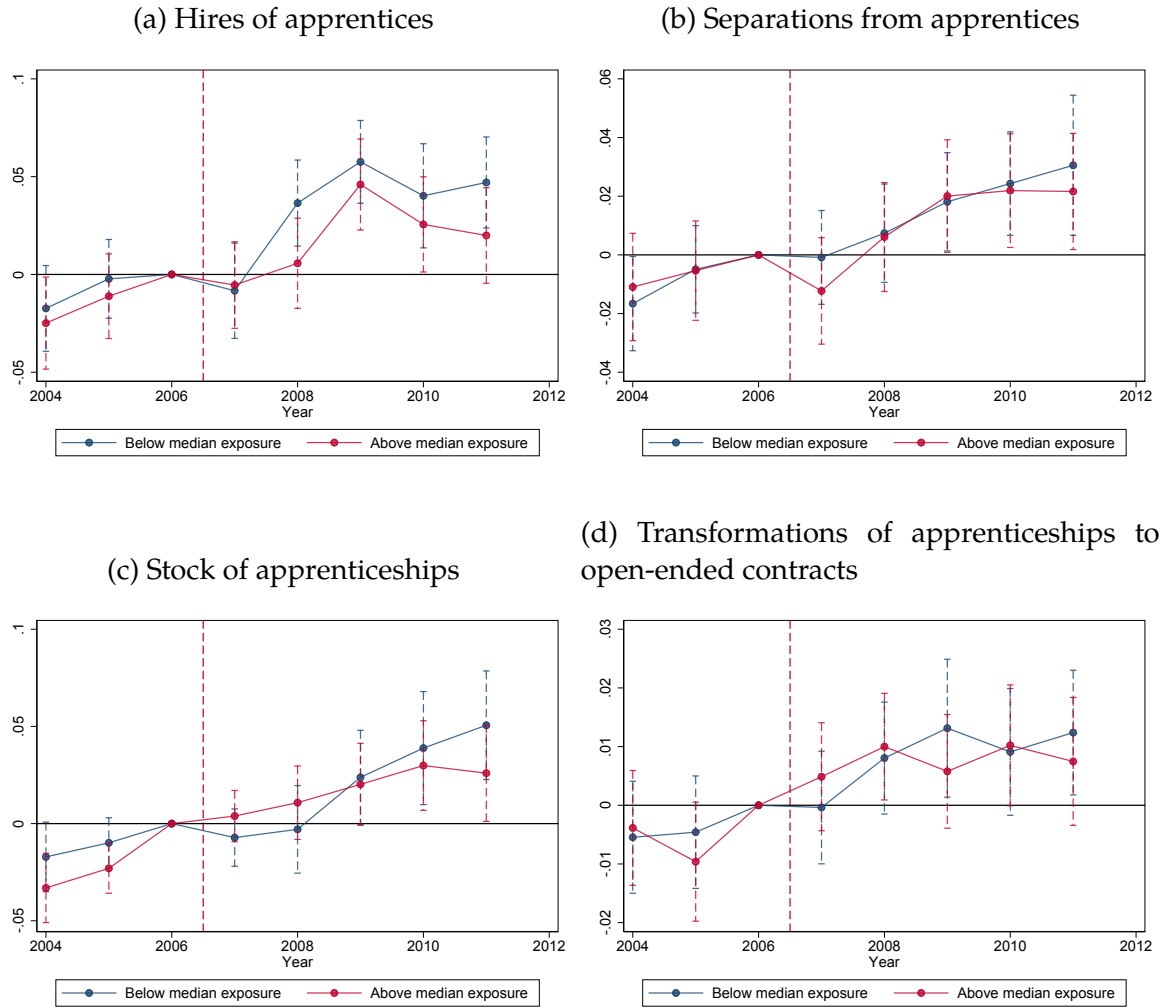 (a) Hires of apprentices
.1
.05
0
-.05
2004 2006 2008 2010 2012
Year
Below median exposure Above median exposure
(b) Separations from apprentices
.06
.04
.02
0
-.02
-.04
2004 2006 2008 2010 2012
Year
Below median exposure Above median exposure
(c) Stock of apprenticeships
.1
.05
0
-.05
2004 2006 2008 2010 2012
Year
Below median exposure Above median exposure
(d) Transformations of apprenticeships to
open-ended contracts
.03
.02
.01
0
-.01
-.02
2004 2006 2008 2010 2012
Year
Below median exposure Above median exposure